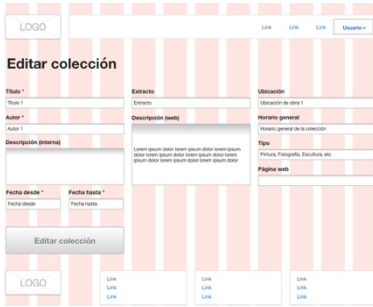 LOGO
Link Link Link Usuario
Editar colección
Título *
Título 1
Autor *
Autor 1
Descripción (interna)
Fecha desde * Fecha hasta *
Fecha desde Fecha hasta
Editar colección
Extracto
Extracto
Descripción (web)
Lorem ipsum dolor lorem ipsum dolor lorem ipsum
dolor lorem ipsum dolor lorem ipsum dolor lorem
ipsum dolor lorem ipsum dolor lorem ipsum dolor
Ubicación
Ubicación de obra 1
Horario general
Horario general de la colección
Tipo
Pintura, Fotografía, Escultura, etc.
Página web
LOGO
Link
Link
Link
Link
Link
Link
Link
Link
Link